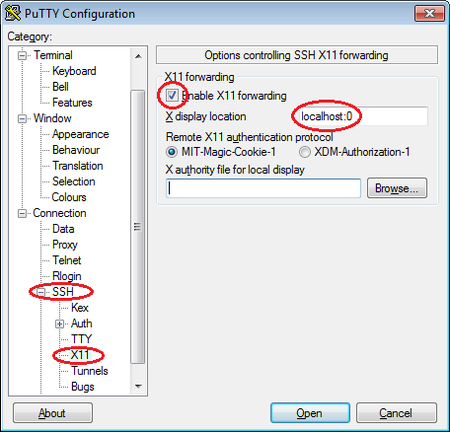 PuTTY Configuration
Category:
Terminal
Keyboard
Bell
Features
Window
Appearance
Behaviour
Translation
Selection
Colours
Connection
Data
Proxy
Telnet
Rlogin
SSH
Kex
Auth
TTY
X11
Tunnels
Bugs
Options controlling SSH X11 forwarding
X11 forwarding
Enable X11 forwarding
X display location localhost:0
Remote X11 authentication protocol
MIT-Magic-Cookie-1 XDM-Authorization-1
X authority file for local display
Browse...
About Open Cancel